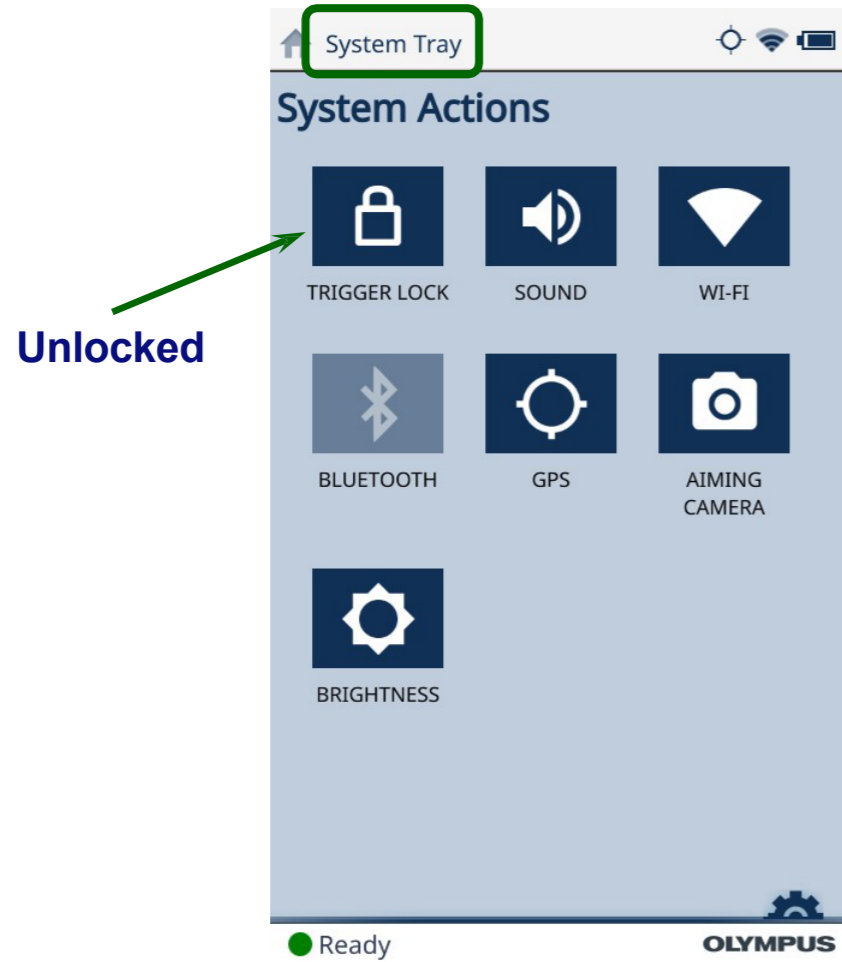 System Tray
System Actions
TRIGGER LOCK
SOUND
WI-FI
Unlocked
BLUETOOTH
GPS
AIMING
CAMERA
BRIGHTNESS
Ready
OLYMPUS